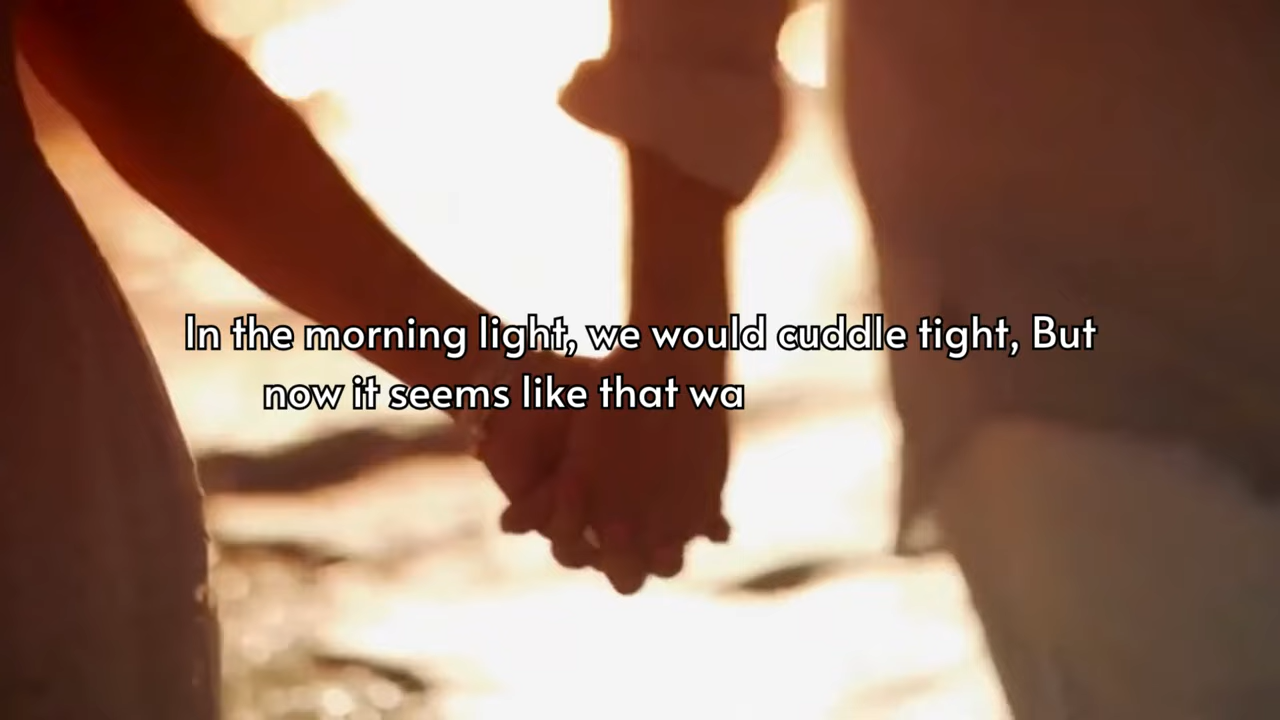 In the morning light, we would cuddle tight, But
now it seems like that wa